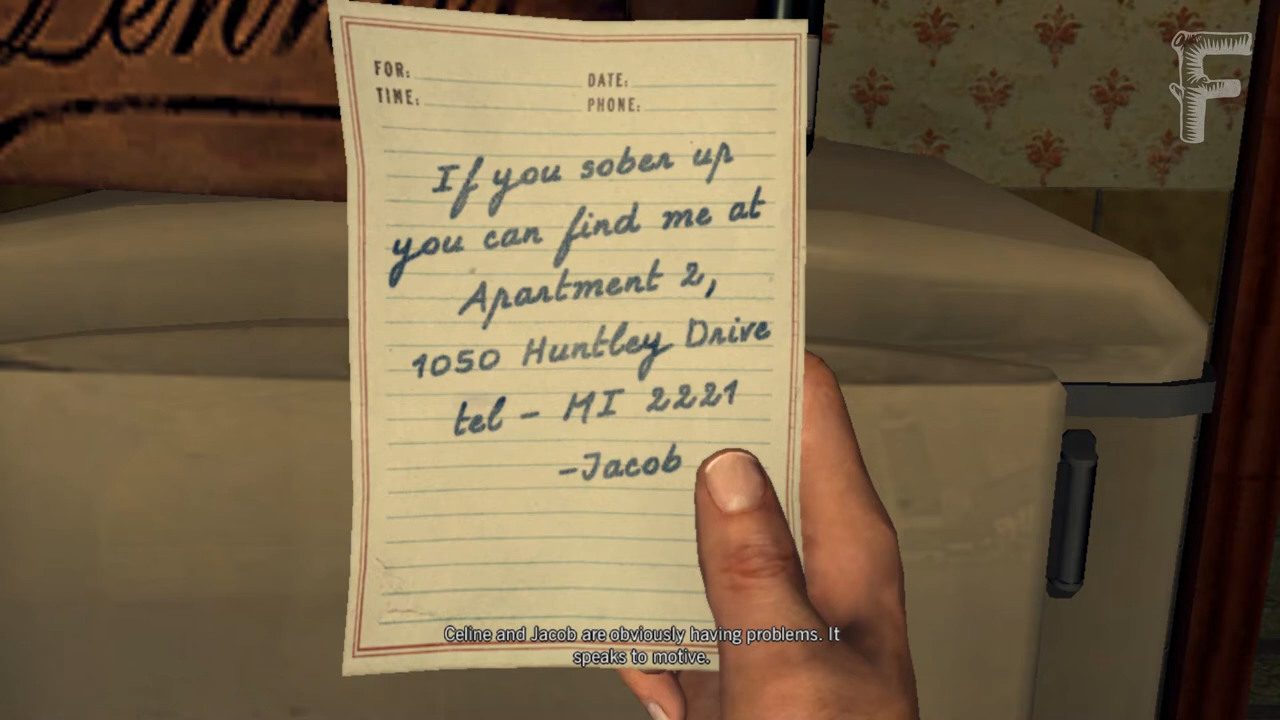 FOR: DATE:
TIME: PHONE:
If you sober up
you can find me at
Apartment 2,
1050 Huntley Drive
tel - MI 2221
-Jacob
Celine and Jacob are obviously having problems. It
speaks to motive.
F